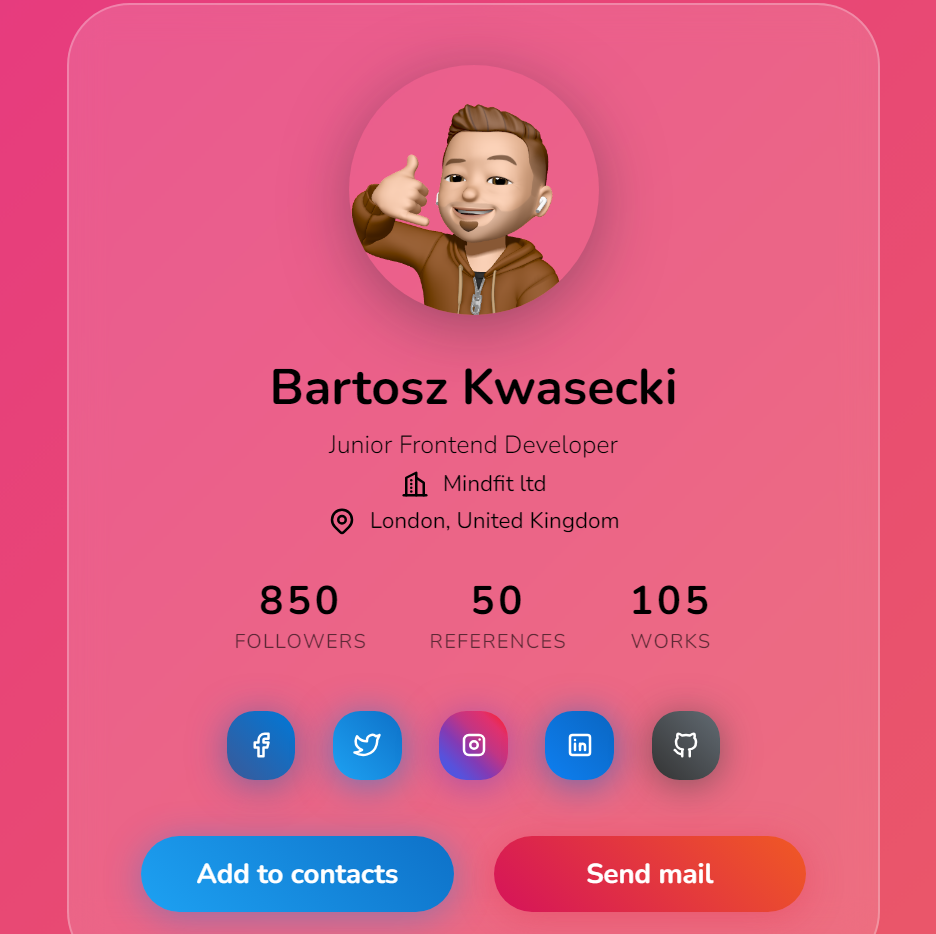 Bartosz Kwasecki
Junior Frontend Developer
Mindfit ltd
London, United Kingdom
850 50 105
FOLLOWERS REFERENCES WORKS
Add to contacts Send mail